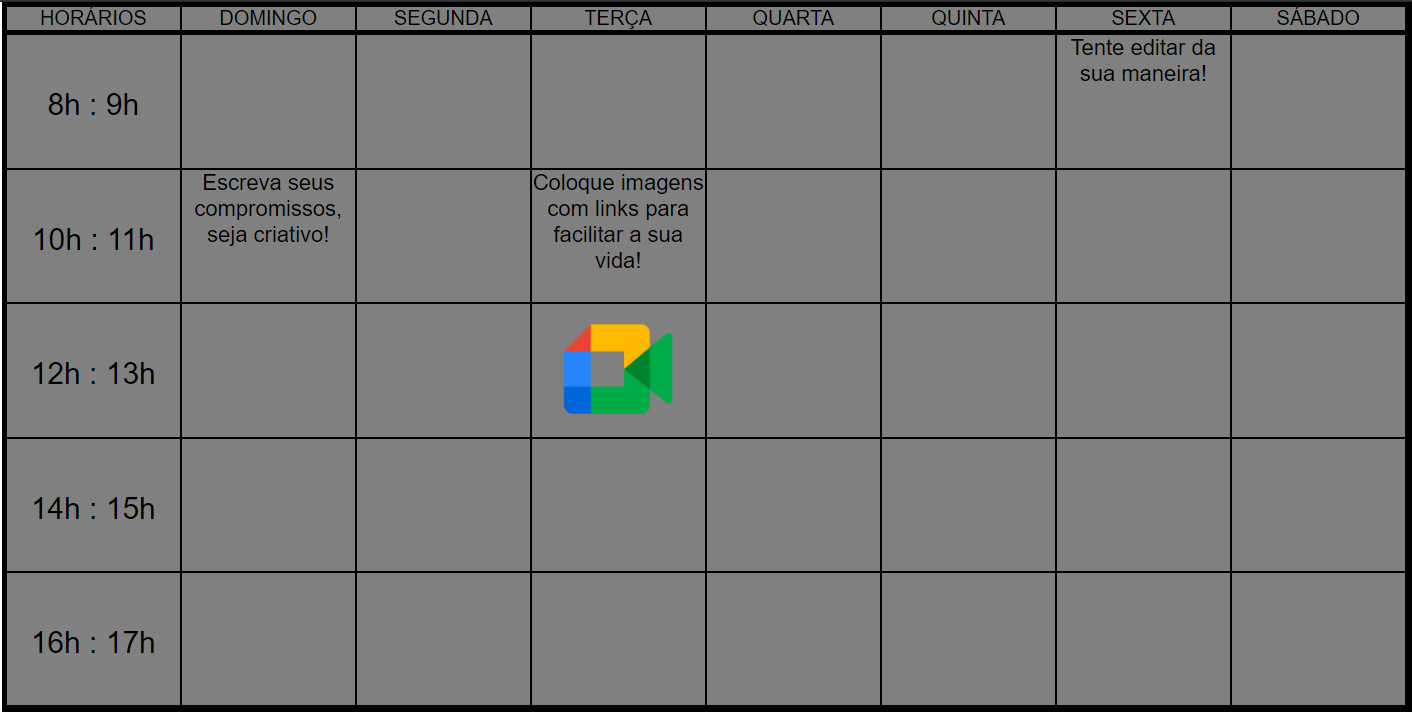 HORÁRIOS DOMINGO SEGUNDA TERÇA QUARTA QUINTA SEXTA SÁBADO
8h : 9h
Tente editar da
sua maneira!
10h : 11h
Escreva seus
compromissos,
seja criativo!
Coloque imagens
com links para
facilitar a sua
vida!
12h : 13h
14h : 15h
16h : 17h